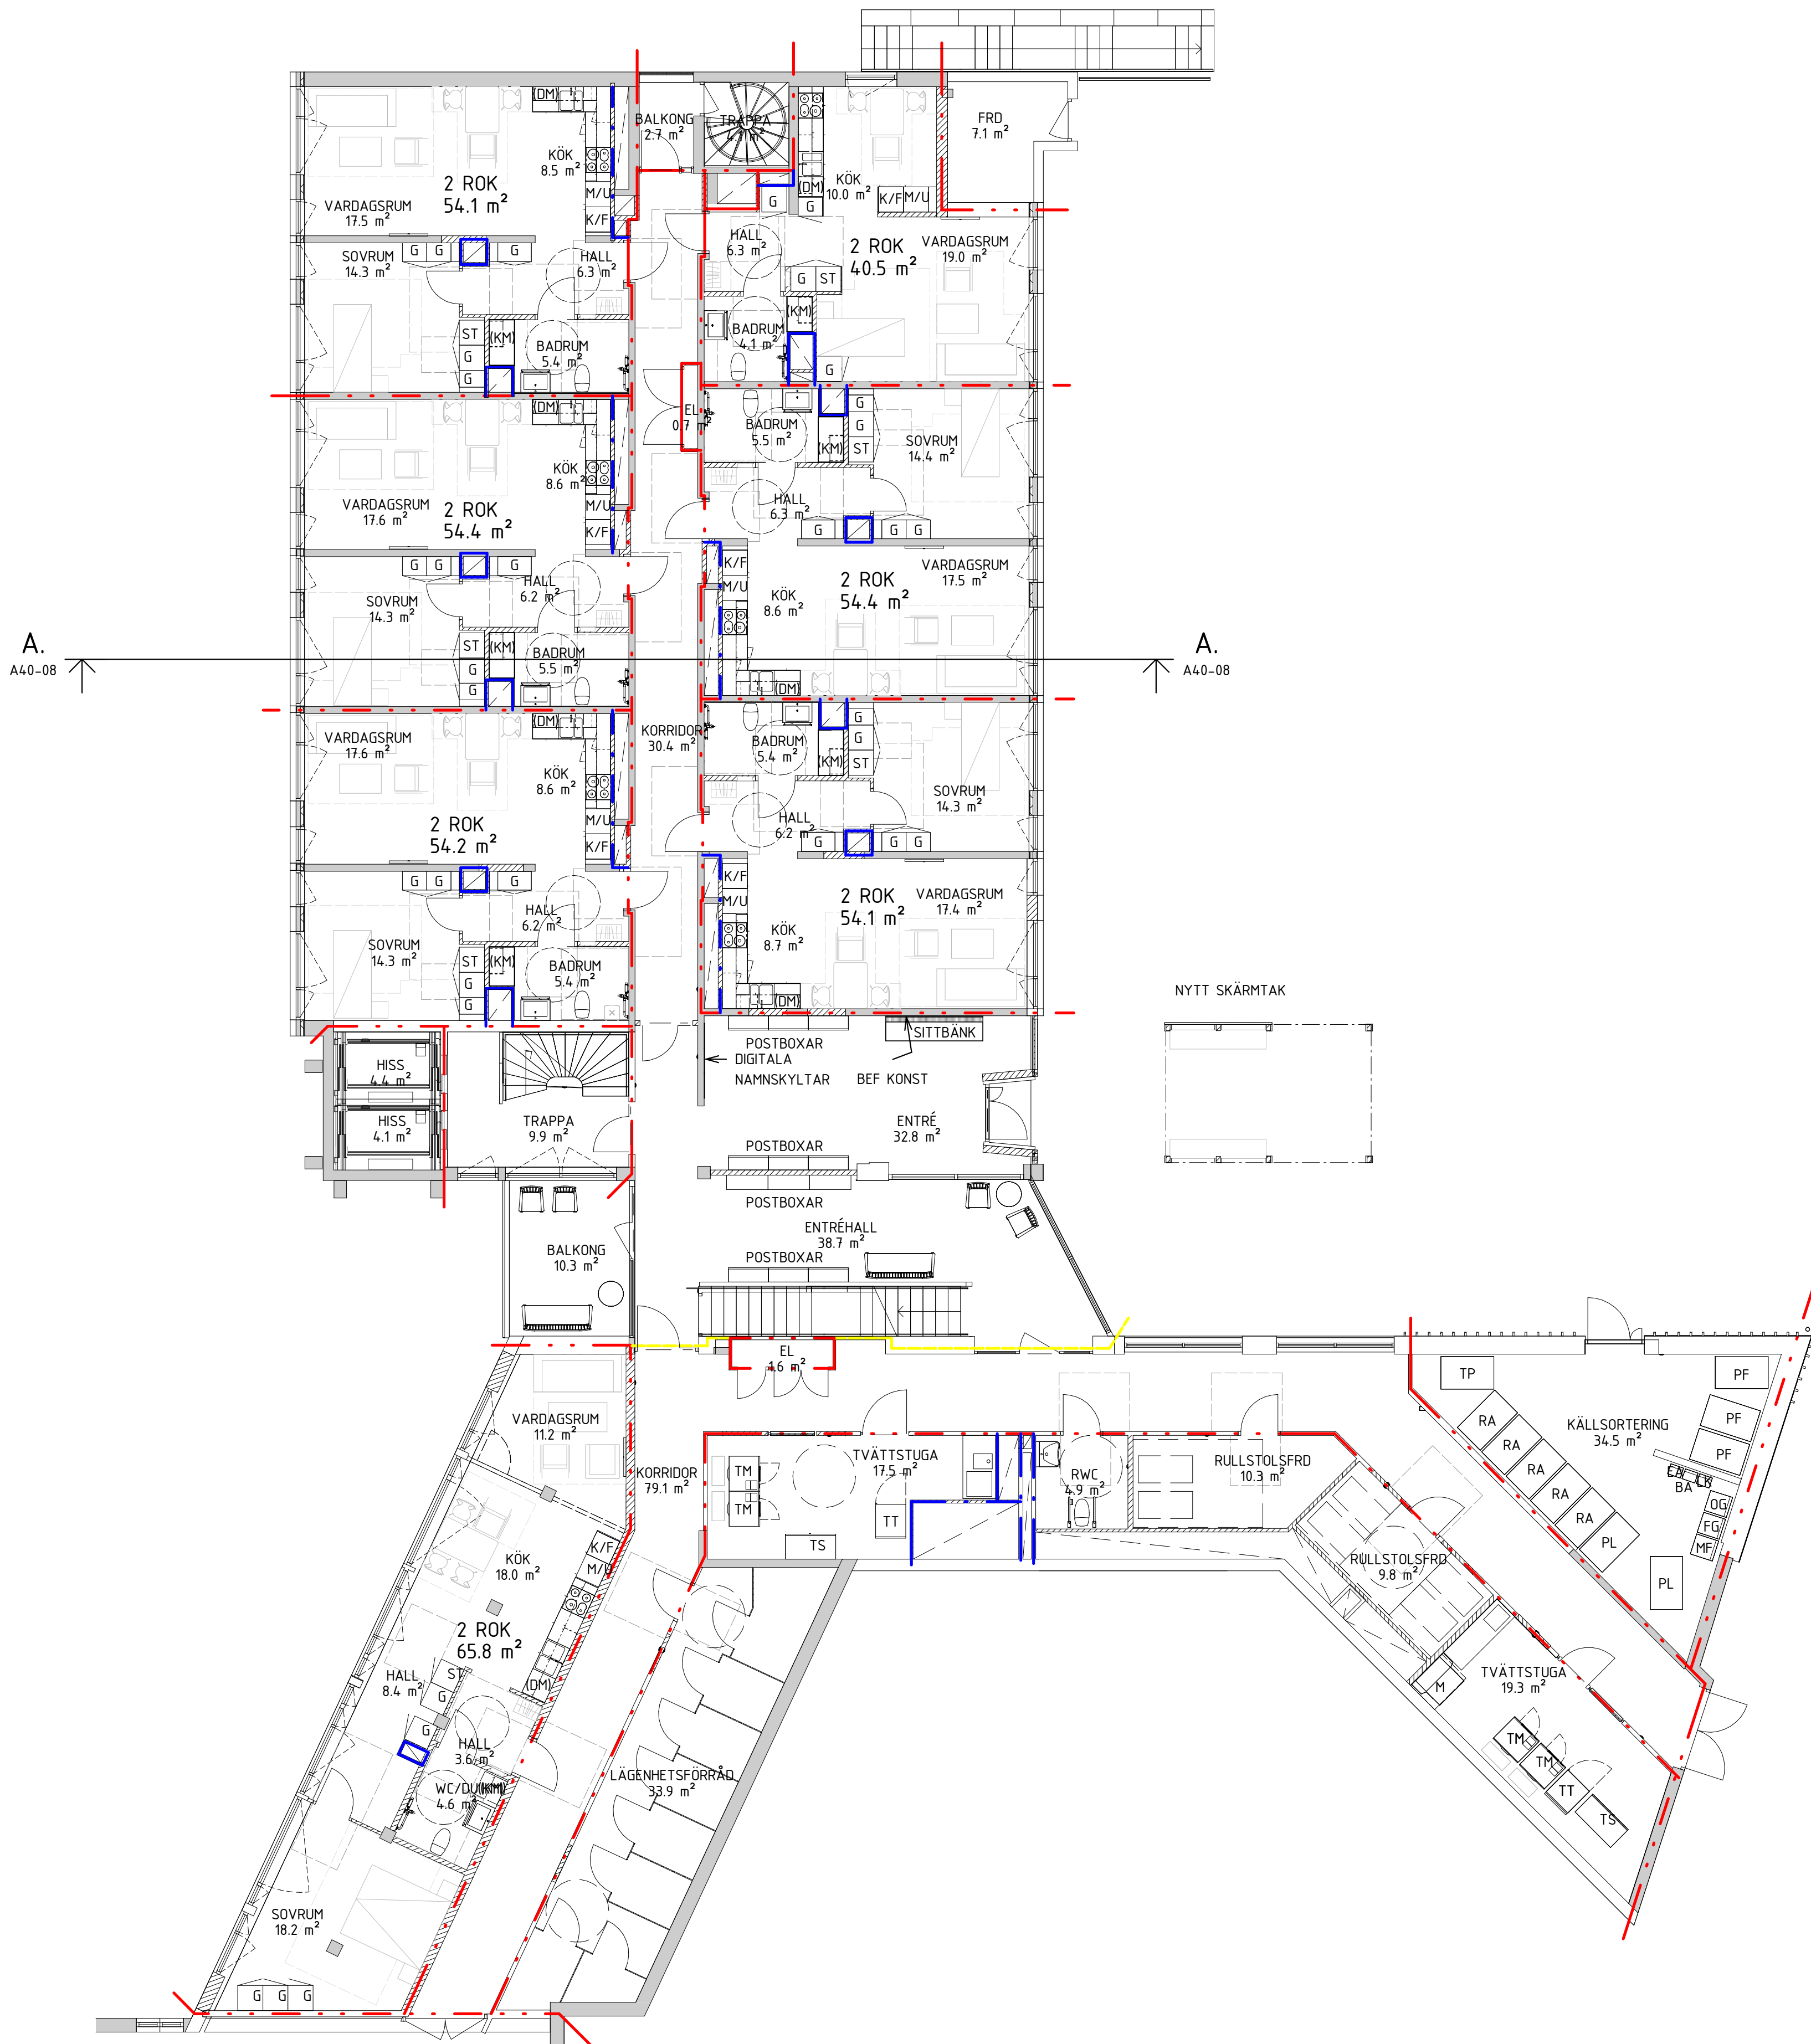 (DM)
BALKONG
2.7 m²
TRAPPA
4.1 m²
FRD
7.1 m²
KÖK
8.5 m²
2 ROK
54.1 m²
M/U
K/F
VARDAGSRUM
17.5 m²
(DM)
G
G
KÖK
10.0 m²
K/F
M/U
SOVRUM
14.3 m²
G
G
G
HALL
6.3 m²
HALL
6.3 m²
2 ROK
40.5 m²
VARDAGSRUM
19.0 m²
G
ST
ST
G
G
(KM)
BADRUM
5.4 m²
BADRUM
4.1 m²
(KM)
G
(DM)
EL
0.7 m²
BADRUM
5.5 m²
(KM)
G
G
ST
SOVRUM
14.4 m²
KÖK
8.6 m²
M/U
K/F
VARDAGSRUM
17.6 m²
2 ROK
54.4 m²
HALL
6.3 m²
G
G
G
G
G
G
HALL
6.2 m²
SOVRUM
14.3 m²
K/F
M/U
KÖK
8.6 m²
2 ROK
54.4 m²
VARDAGSRUM
17.5 m²
A.
A40-08
A.
A40-08
ST
G
G
(KM)
BADRUM
5.5 m²
(DM)
VARDAGSRUM
17.6 m²
(DM)
KÖK
8.6 m²
M/U
K/F
2 ROK
54.2 m²
KORRIDOR
30.4 m²
BADRUM
5.4 m²
(KM)
G
G
ST
SOVRUM
14.3 m²
HALL
6.2 m²
G
G
G
G
G
G
HALL
6.2 m²
K/F
M/U
2 ROK
54.1 m²
VARDAGSRUM
17.4 m²
KÖK
8.7 m²
SOVRUM
14.3 m²
ST
G
G
(KM)
BADRUM
5.4 m²
(DM)
NYTT SKÄRMTAK
POSTBOXAR
SITTBÄNK
DIGITALA
NAMNSKYLTAR
BEF KONST
HISS
4.4 m²
HISS
4.1 m²
TRAPPA
9.9 m²
ENTRÉ
32.8 m²
POSTBOXAR
POSTBOXAR
ENTRÉHALL
38.7 m²
BALKONG
10.3 m²
POSTBOXAR
EL
4.6 m²
TP
PF
PF
PF
RA
RA
RA
RA
RA
PL
PL
KÄLLSORTERING
34.5 m²
BA
OG
FG
MF
VARDAGSRUM
11.2 m²
KORRIDOR
79.1 m²
TM
TM
TVÄTTSTUGA
17.5 m²
TT
TS
RWC
4.9 m²
RULLSTOLSFRD
10.3 m²
RULLSTOLSFRD
9.8 m²
KÖK
18.0 m²
K/F
M/U
2 ROK
65.8 m²
(DM)
HALL
8.4 m²
ST
G
G
HALL
3.6 m²
WC/DU
(KM)
4.6 m²
LÄGENHETSFÖRRÅD
33.9 m²
M
TVÄTTSTUGA
19.3 m²
TM
TM
TT
TS
SOVRUM
18.2 m²
G
G
G